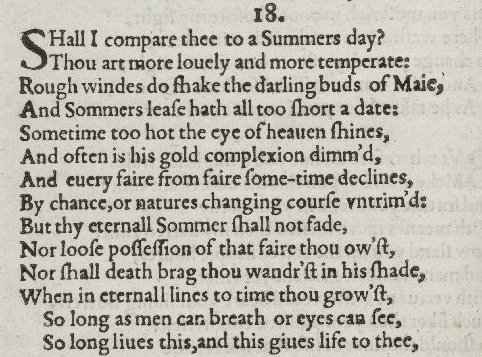 18.
SHall I compare thee to a Summers day?
Thou art more louely and more temperate:
Rough windes do ſhake the darling buds of Maie,
And Sommers leaſe hath all too ſhort a date:
Sometime too hot the eye of heauen ſhines,
And often is his gold complexion dimm'd,
And euery faire from faire ſome-time declines,
By chance,or natures changing courſe vntrim'd:
But thy eternall Sommer ſhall not fade,
Nor looſe poſſeſſion of that faire thou ow'ſt,
Nor ſhall death brag thou wandr'ſt in his ſhade,
When in eternall lines to time thou grow'ſt,
So long as men can breath or eyes can ſee,
So long liues this,and this giues life to thee,